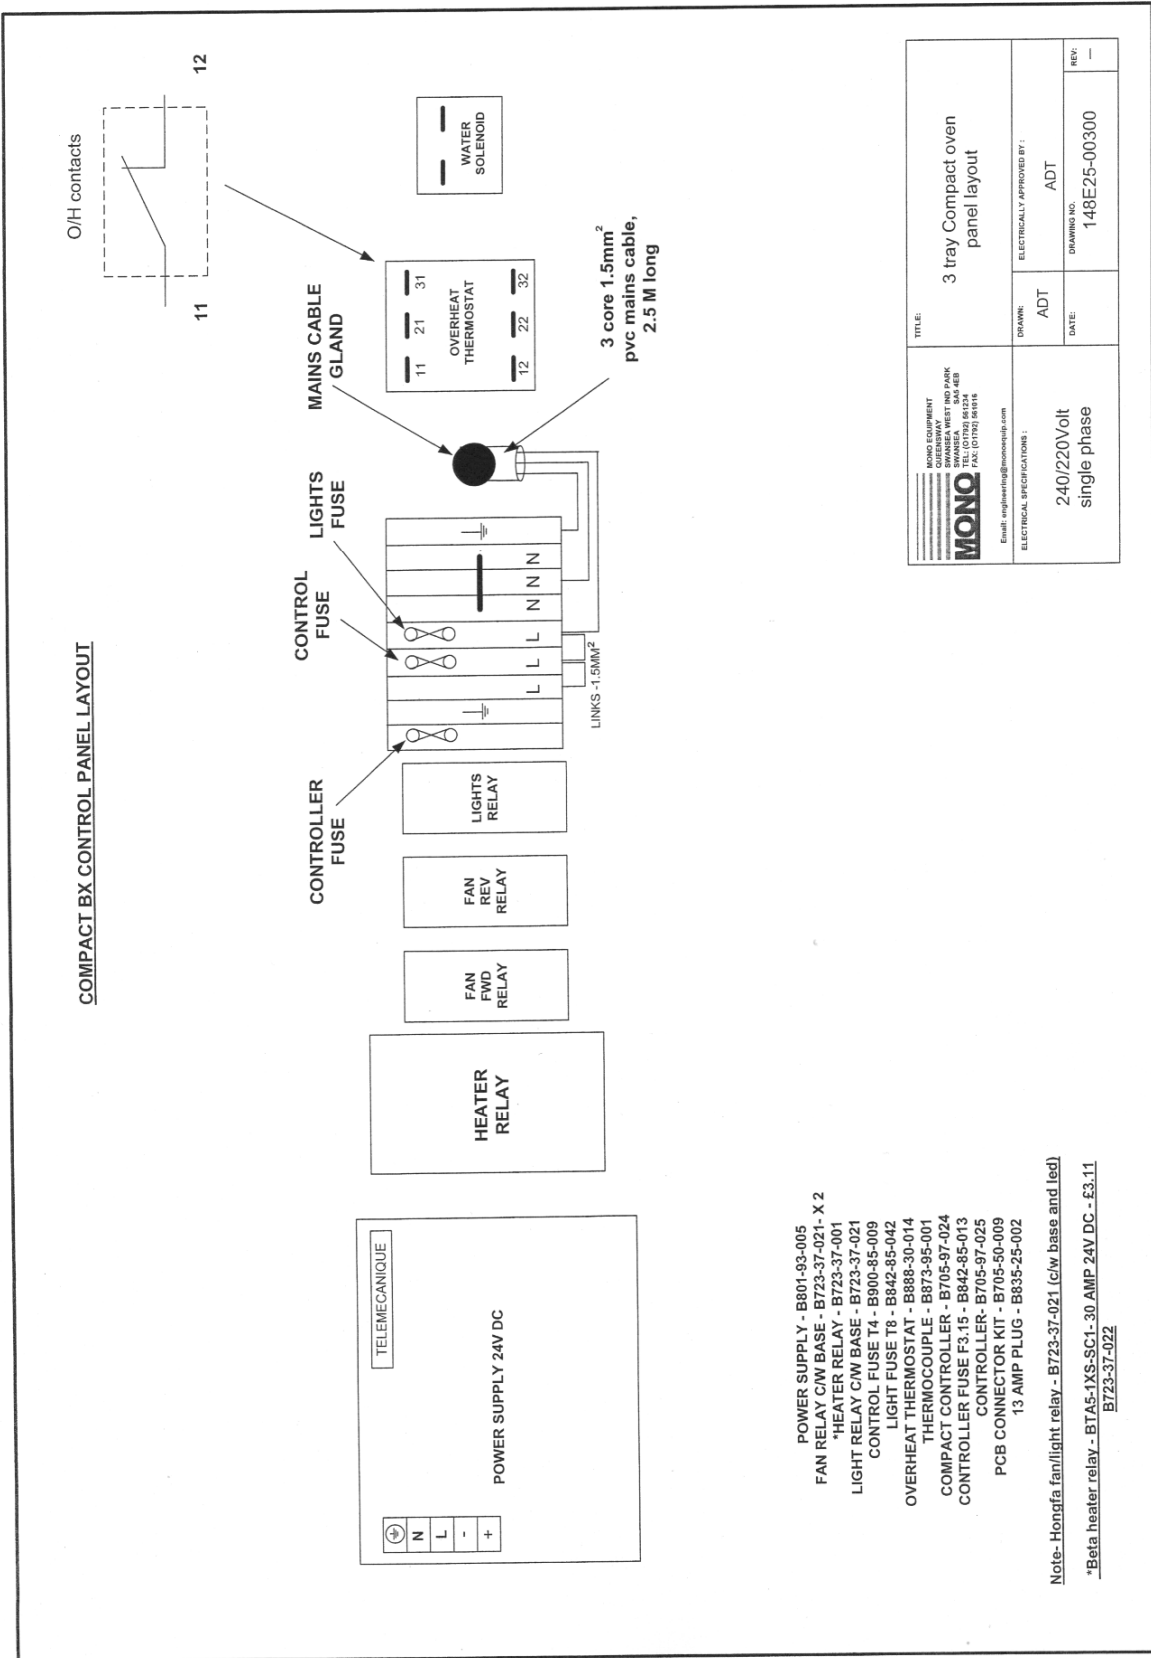 COMPACT BX CONTROL PANEL LAYOUT
O/H contacts
11
12
TELEMECANIQUE
POWER SUPPLY 24V DC
N
L
-
+
HEATER
RELAY
FAN
FWD
RELAY
FAN
REV
RELAY
LIGHTS
RELAY
CONTROLLER
FUSE
CONTROL
FUSE
LIGHTS
FUSE
MAINS CABLE
GLAND
L
L
L
N
N
N
LINKS -1.5MM²
11
21
31
OVERHEAT
THERMOSTAT
12
22
32
WATER
SOLENOID
3 core 1.5mm²
pvc mains cable,
2.5 M long
POWER SUPPLY - B801-93-005
FAN RELAY C/W BASE - B723-37-021- X 2
*HEATER RELAY - B723-37-001
LIGHT RELAY C/W BASE - B723-37-021
CONTROL FUSE T4 - B900-85-009
LIGHT FUSE T8 - B842-85-042
OVERHEAT THERMOSTAT - B888-30-014
THERMOCOUPLE - B873-95-001
COMPACT CONTROLLER - B705-97-024
CONTROLLER FUSE F3.15 - B842-85-013
CONTROLLER- B705-97-025
PCB CONNECTOR KIT - B705-50-009
13 AMP PLUG - B835-25-002
Note- Hongfa fan/light relay - B723-37-021 (c/w base and led)
*Beta heater relay - BTA5-1XS-SC1- 30 AMP 24V DC - £3.11
B723-37-022
MONO
MONO EQUIPMENT
QUEENSWAY
SWANSEA WEST IND PARK
SWANSEA SA5 4EB
TEL: (O1792) 561234
FAX: (O1792) 561016
Email: engineering@monoequip.com
TITLE:
3 tray Compact oven
panel layout
ELECTRICAL SPECIFICATIONS :
240/220Volt
single phase
DRAWN:
ADT
ELECTRICALLY APPROVED BY :
ADT
DATE:
DRAWING NO.
148E25-00300
REV:
—